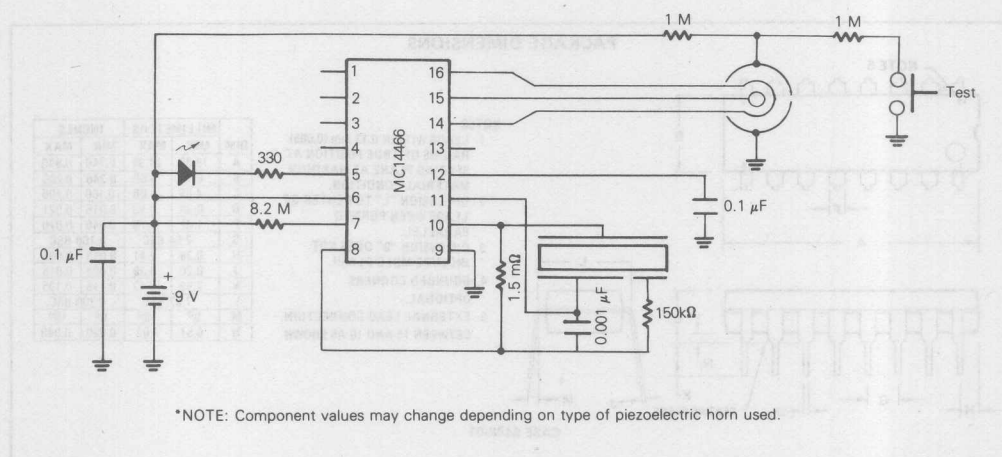 1 M
1 M
Test
1
2
3
4
5
6
7
8
16
15
14
13
12
11
10
9
MC14466
330
8.2 M
0.1 µF
+
9 V
0.1 µF
1.5 mΩ
0.001 µF
150kΩ
*NOTE: Component values may change depending on type of piezoelectric horn used.
PACKAGE DIMENSIONS